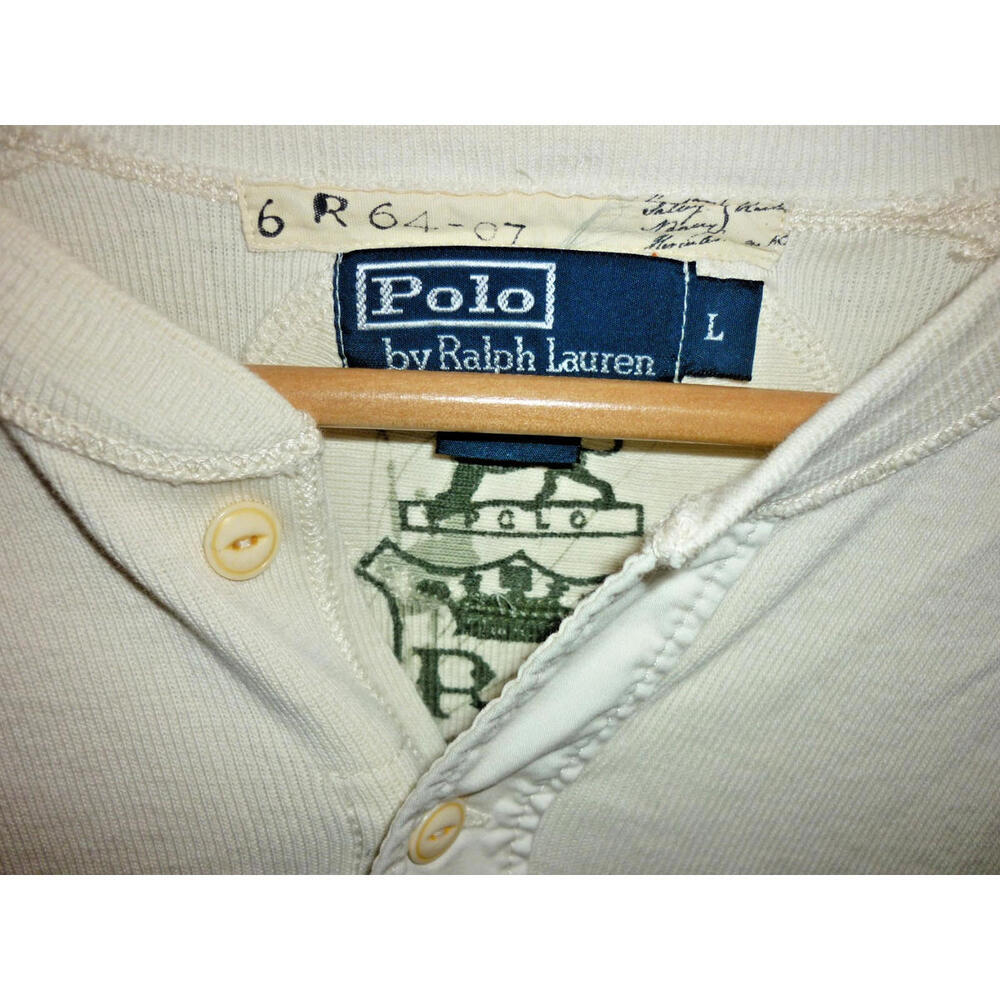 6 R 64-07
Polo
by Ralph Lauren
L
POLO
R